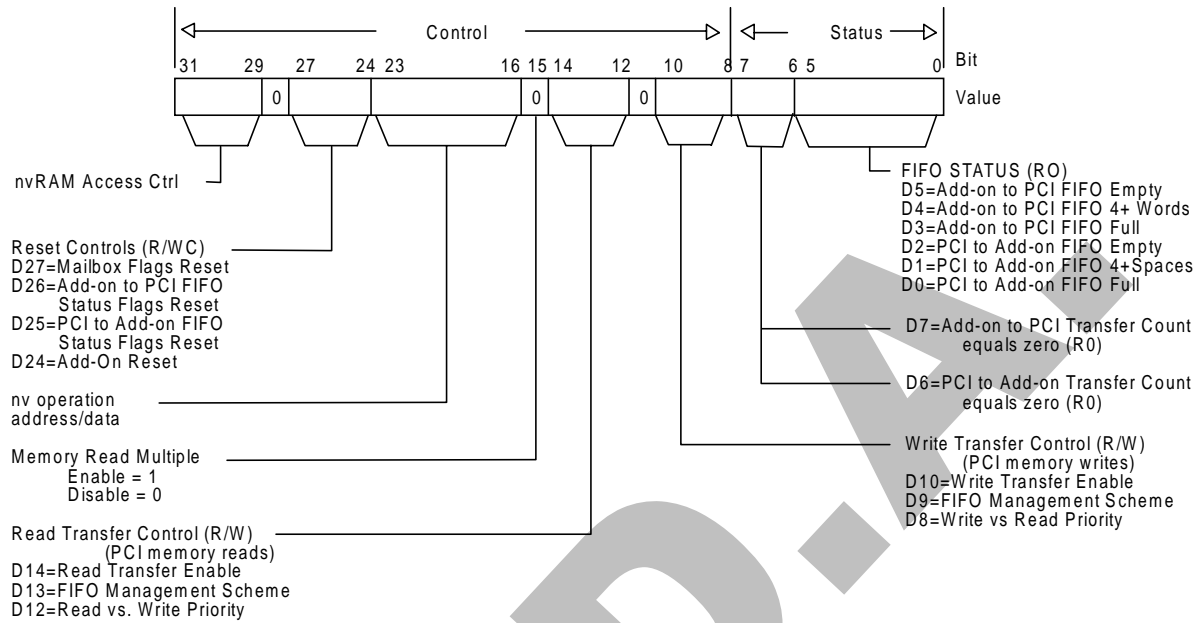 Control Status
31 29 27 24 23 16 15 14 12 10 8 7 6 5 0 Bit
0 0 0 Value
nvRAM Access Ctrl
Reset Controls (R/WC)
D27=Mailbox Flags Reset
D26=Add-on to PCI FIFO
Status Flags Reset
D25=PCI to Add-on FIFO
Status Flags Reset
D24=Add-On Reset
nv operation
address/data
Memory Read Multiple
Enable = 1
Disable = 0
Read Transfer Control (R/W)
(PCI memory reads)
D14=Read Transfer Enable
D13=FIFO Management Scheme
D12=Read vs. Write Priority
FIFO STATUS (RO)
D5=Add-on to PCI FIFO Empty
D4=Add-on to PCI FIFO 4+ Words
D3=Add-on to PCI FIFO Full
D2=PCI to Add-on FIFO Empty
D1=PCI to Add-on FIFO 4+Spaces
D0=PCI to Add-on FIFO Full
D7=Add-on to PCI Transfer Count
equals zero (R0)
D6=PCI to Add-on Transfer Count
equals zero (R0)
Write Transfer Control (R/W)
(PCI memory writes)
D10=Write Transfer Enable
D9=FIFO Management Scheme
D8=Write vs Read Priority
D.A.